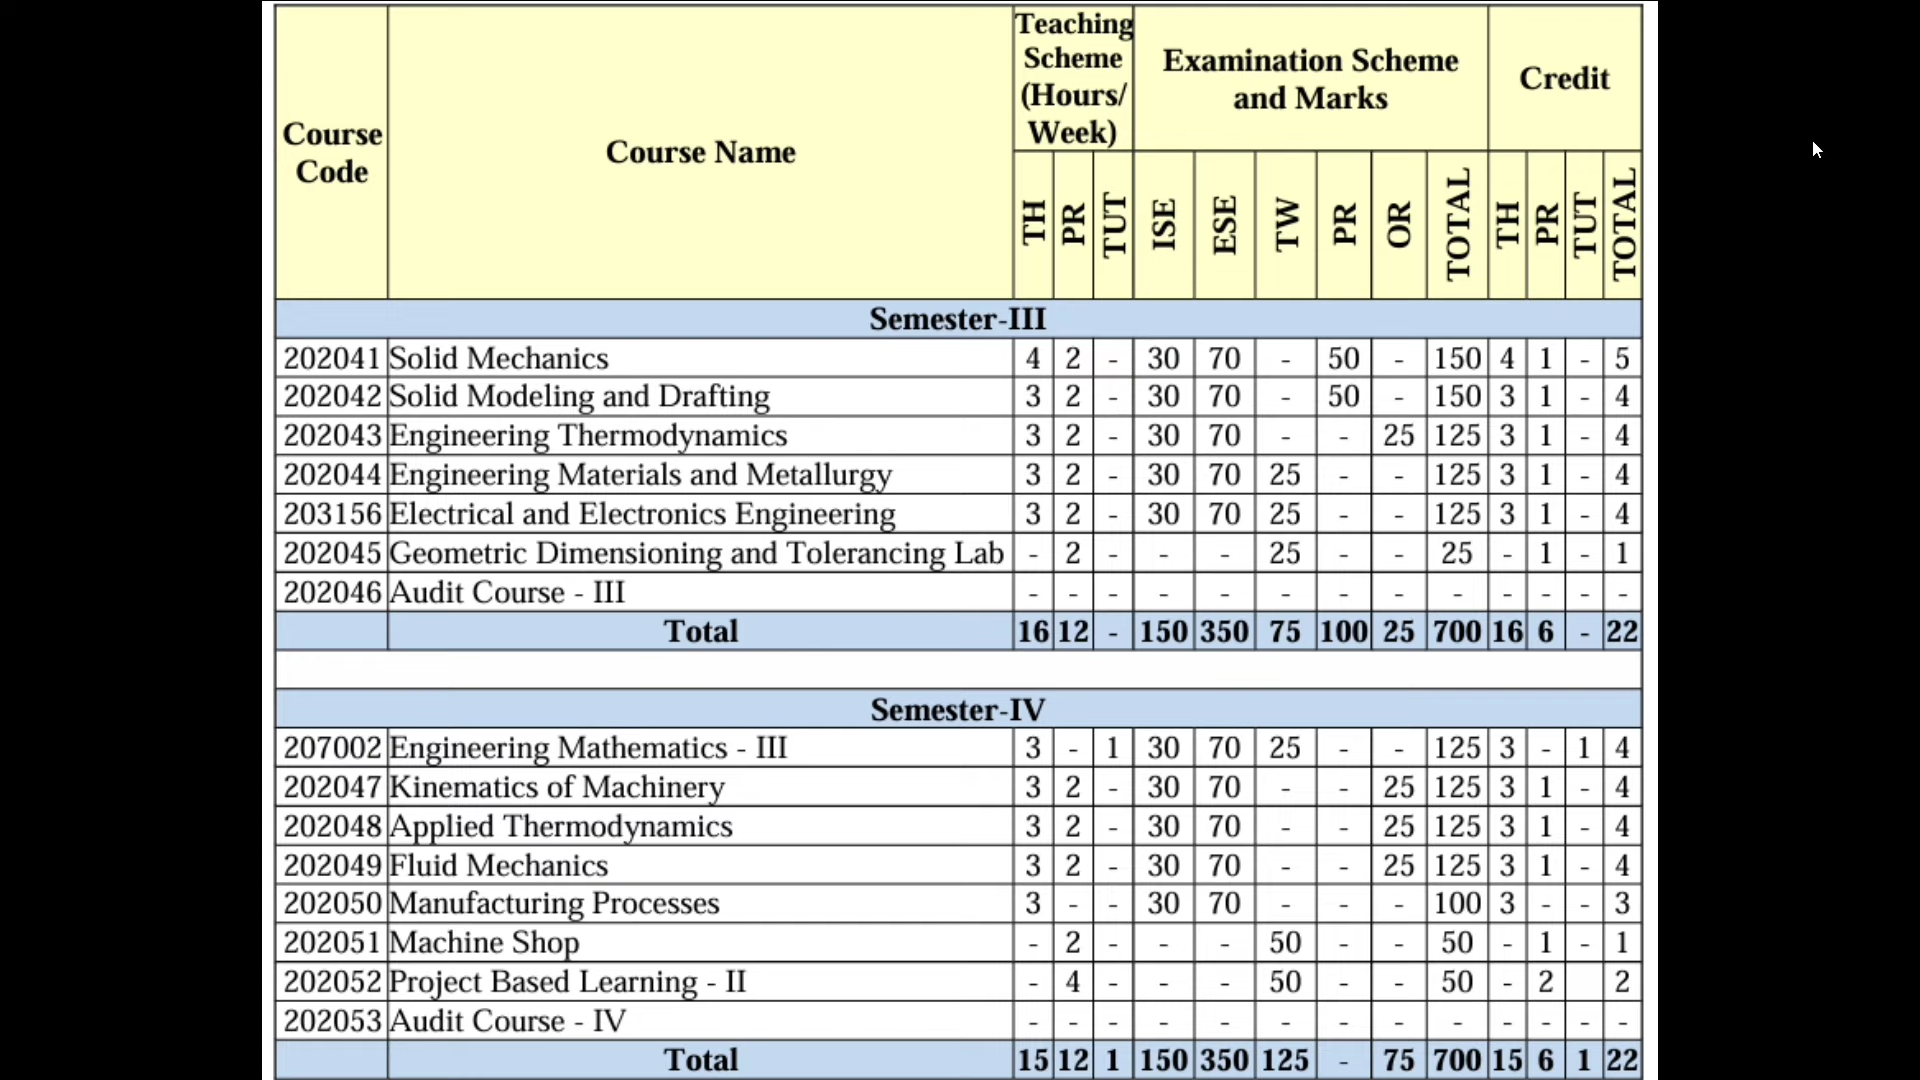 Course Code
Course Name
Teaching Scheme (Hours/ Week)
Examination Scheme and Marks
Credit
TH PR TUT ISE ESE TW PR OR TOTAL TH PR TUT TOTAL
Semester-III
202041 Solid Mechanics 4 2 - 30 70 - 50 - 150 4 1 - 5
202042 Solid Modeling and Drafting 3 2 - 30 70 - 50 - 150 3 1 - 4
202043 Engineering Thermodynamics 3 2 - 30 70 - - 25 125 3 1 - 4
202044 Engineering Materials and Metallurgy 3 2 - 30 70 25 - - 125 3 1 - 4
203156 Electrical and Electronics Engineering 3 2 - 30 70 25 - - 125 3 1 - 4
202045 Geometric Dimensioning and Tolerancing Lab - 2 - - - 25 - - 25 - 1 - 1
202046 Audit Course - III - - - - - - - - - - - - -
Total 16 12 - 150 350 75 100 25 700 16 6 - 22
Semester-IV
207002 Engineering Mathematics - III 3 - 1 30 70 25 - - 125 3 - 1 4
202047 Kinematics of Machinery 3 2 - 30 70 - - 25 125 3 1 - 4
202048 Applied Thermodynamics 3 2 - 30 70 - - 25 125 3 1 - 4
202049 Fluid Mechanics 3 2 - 30 70 - - 25 125 3 1 - 4
202050 Manufacturing Processes 3 - - 30 70 - - - 100 3 - - 3
202051 Machine Shop - 2 - - - 50 - - 50 - 1 - 1
202052 Project Based Learning - II - 4 - - - 50 - - 50 - 2 2
202053 Audit Course - IV - - - - - - - - - - - - -
Total 15 12 1 150 350 125 - 75 700 15 6 1 22